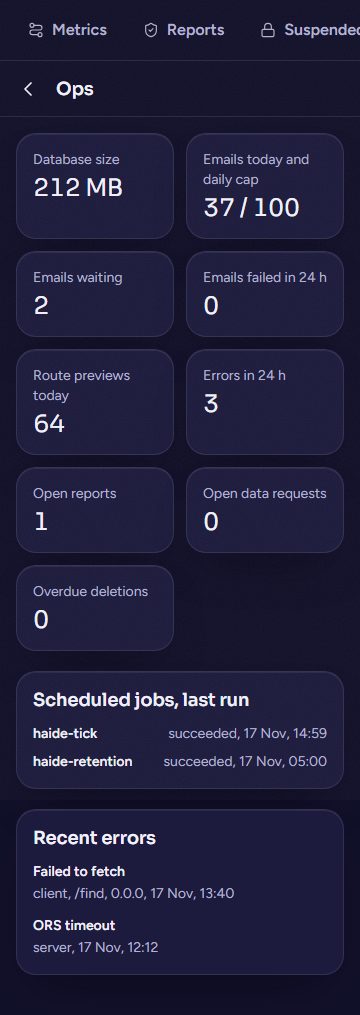 Metrics Reports Suspended
Ops
Database size
212 MB
Emails today and
daily cap
37 / 100
Emails waiting
2
Emails failed in 24 h
0
Route previews
today
64
Errors in 24 h
3
Open reports
1
Open data requests
0
Overdue deletions
0
Scheduled jobs, last run
haide-tick succeeded, 17 Nov, 14:59
haide-retention succeeded, 17 Nov, 05:00
Recent errors
Failed to fetch
client, /find, 0.0.0, 17 Nov, 13:40
ORS timeout
server, 17 Nov, 12:12